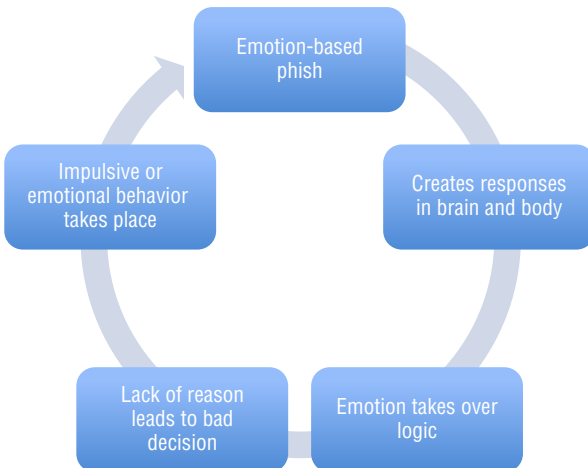 Emotion-based
phish
Creates responses
in brain and body
Emotion takes over
logic
Lack of reason
leads to bad
decision
Impulsive or
emotional behavior
takes place